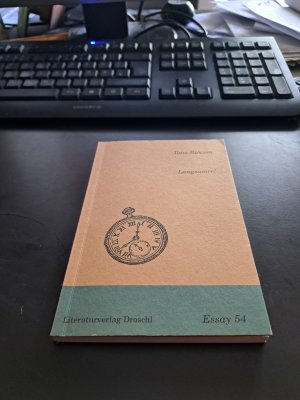 Ilma Rakusa
Langsamer!
Literaturverlag Droschl
Essay 54